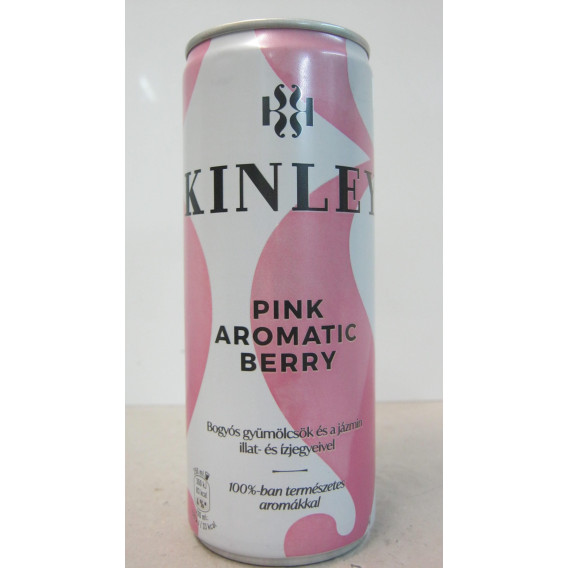 KINLEY
PINK
AROMATIC
BERRY
Bogyós gyümölcsök és a jázmin
illat- és ízjegyeivel
100%-ban természetes
aromákkal